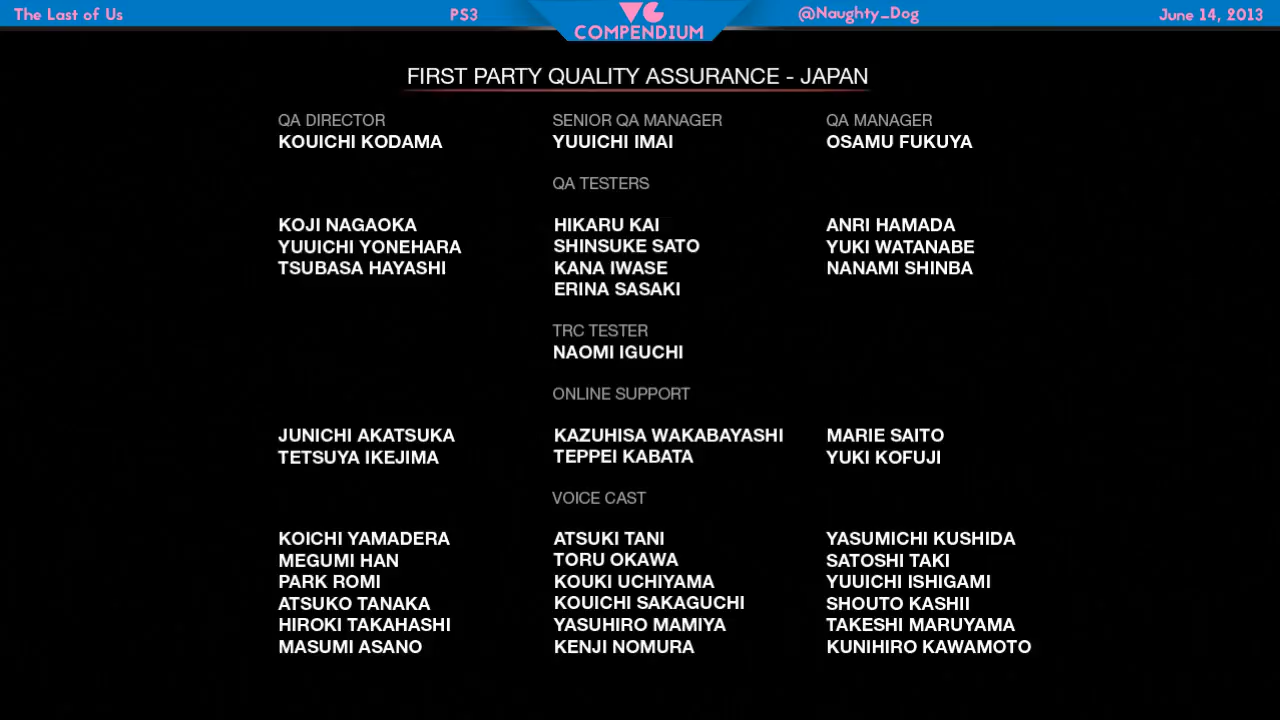 The Last of Us PS3 VG COMPENDIUM @Naughty_Dog June 14, 2013
FIRST PARTY QUALITY ASSURANCE - JAPAN
QA DIRECTOR SENIOR QA MANAGER QA MANAGER
KOUICHI KODAMA YUUICHI IMAI OSAMU FUKUYA
QA TESTERS
KOJI NAGAOKA HIKARU KAI ANRI HAMADA
YUUICHI YONEHARA SHINSUKE SATO YUKI WATANABE
TSUBASA HAYASHI KANA IWASE NANAMI SHINBA
ERINA SASAKI
TRC TESTER
NAOMI IGUCHI
ONLINE SUPPORT
JUNICHI AKATSUKA KAZUHISA WAKABAYASHI MARIE SAITO
TETSUYA IKEJIMA TEPPEI KABATA YUKI KOFUJI
VOICE CAST
KOICHI YAMADERA ATSUKI TANI YASUMICHI KUSHIDA
MEGUMI HAN TORU OKAWA SATOSHI TAKI
PARK ROMI KOUKI UCHIYAMA YUUICHI ISHIGAMI
ATSUKO TANAKA KOUICHI SAKAGUCHI SHOUTO KASHII
HIROKI TAKAHASHI YASUHIRO MAMIYA TAKESHI MARUYAMA
MASUMI ASANO KENJI NOMURA KUNIHIRO KAWAMOTO